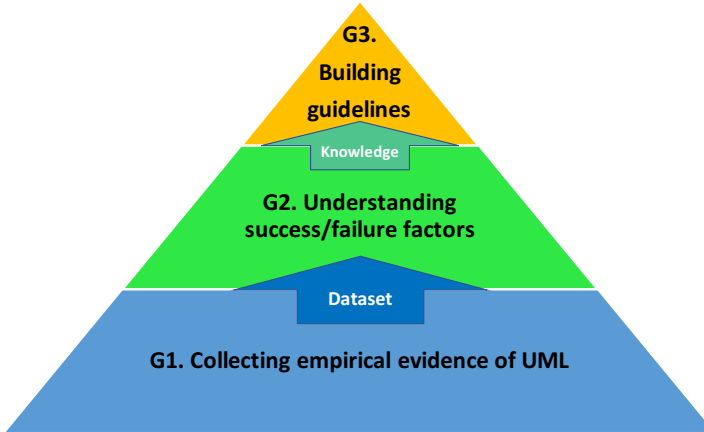 G3.
Building
guidelines
Knowledge
G2. Understanding
success/failure factors
Dataset
G1. Collecting empirical evidence of UML